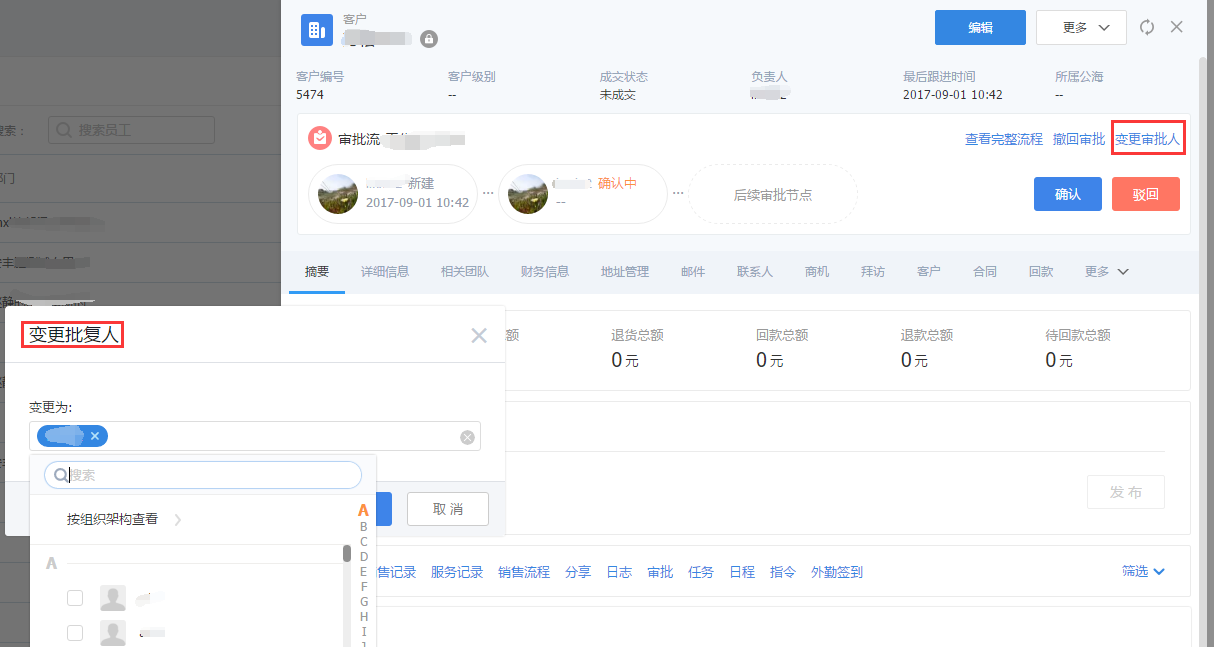 客户
编辑
更多
客户编号
5474
客户级别
--
成交状态
未成交
负责人
最后跟进时间
2017-09-01 10:42
所属公海
--
搜索：
搜索员工
审批流
查看完整流程
撤回审批
变更审批人
新建
2017-09-01 10:42
...
确认中
--
...
后续审批节点
确认
驳回
摘要
详细信息
相关团队
财务信息
地址管理
邮件
联系人
商机
拜访
客户
合同
回款
更多
额
退货总额
0 元
回款总额
0 元
退款总额
0 元
待回款总额
0 元
发 布
售记录
服务记录
销售流程
分享
日志
审批
任务
日程
指令
外勤签到
筛选
变更批复人
变更为:
搜索
取 消
按组织架构查看
A
A
B
C
D
E
F
G
H
I